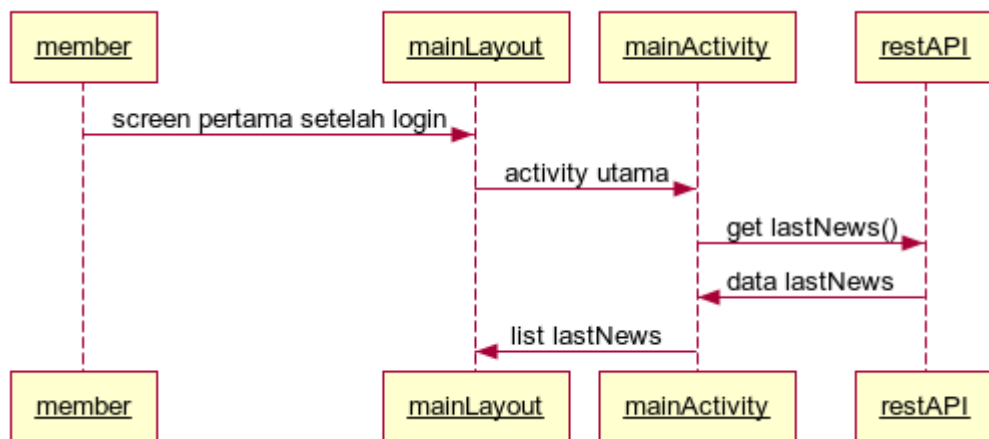 member mainLayout mainActivity restAPI
screen pertama setelah login
activity utama
get lastNews()
data lastNews
list lastNews
member mainLayout mainActivity restAPI